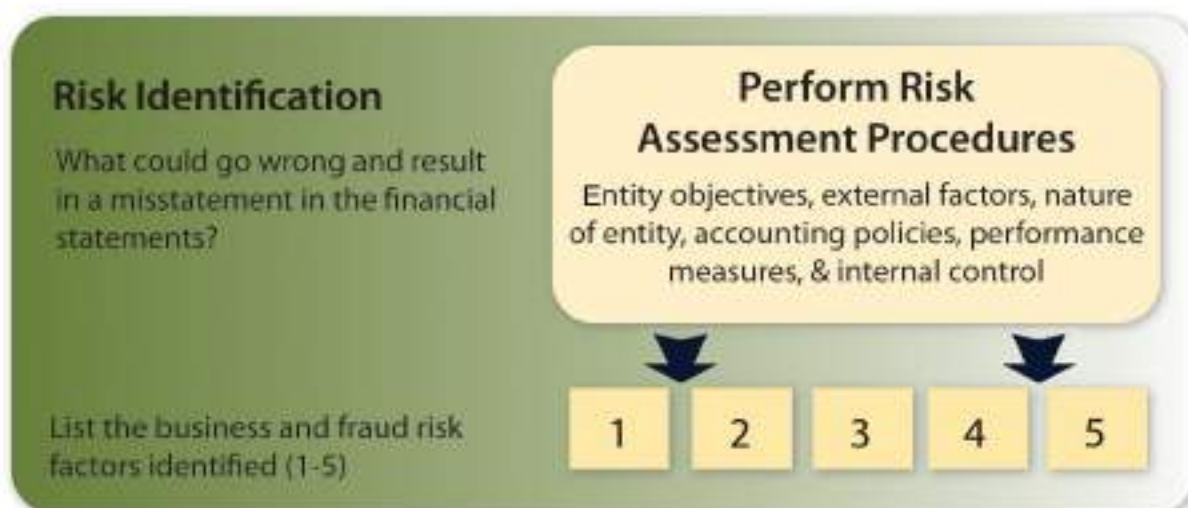 Risk Identification
What could go wrong and result
in a misstatement in the financial
statements?
Perform Risk
Assessment Procedures
Entity objectives, external factors, nature
of entity, accounting policies, performance
measures, & internal control
List the business and fraud risk
factors identified (1-5)
1 2 3 4 5